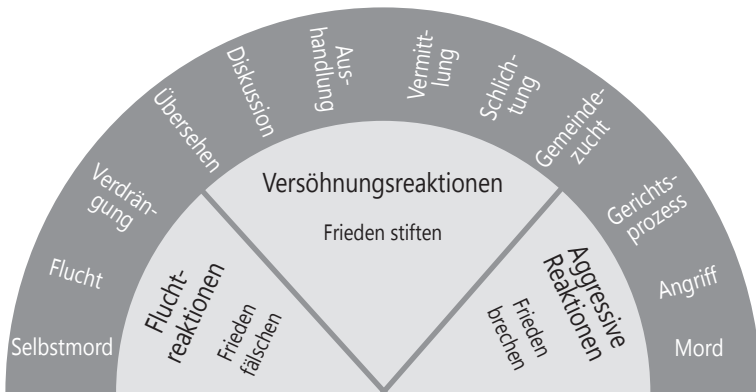 Selbstmord
Flucht
Verdrän-
gung
Übersehen
Diskussion
Aus-
handlung
Vermitt-
lung
Schlich-
tung
Gemeinde-
zucht
Gerichts-
prozess
Angriff
Mord
Flucht-
reaktionen
Frieden
fälschen
Versöhnungsreaktionen
Frieden stiften
Aggressive
Reaktionen
Frieden
brechen